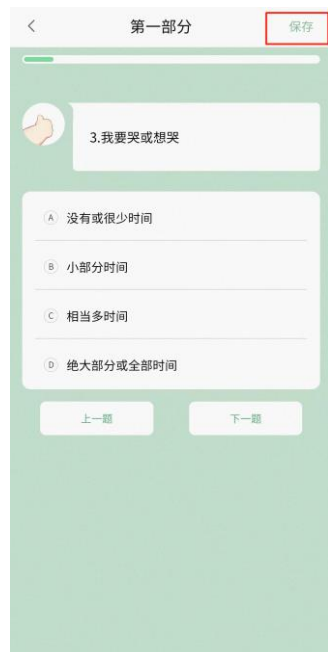 第一部分
保存
3.我要哭或想哭
A 没有或很少时间
B 小部分时间
C 相当多时间
D 绝大部分或全部时间
上一题
下一题